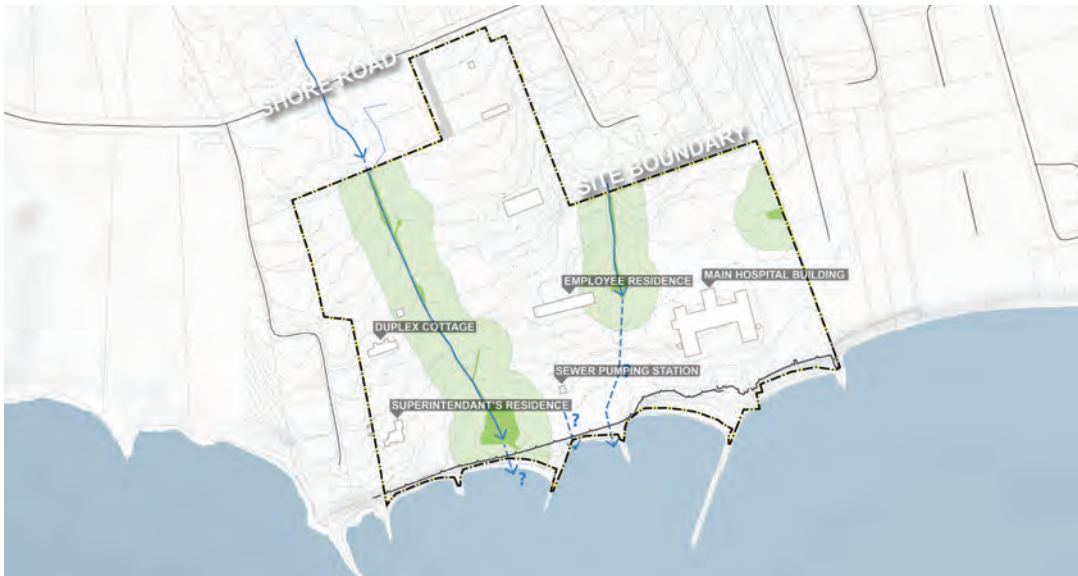 SHORE ROAD
SITE BOUNDARY
EMPLOYEE RESIDENCE
MAIN HOSPITAL BUILDING
DUPLEX COTTAGE
SEWER PUMPING STATION
SUPERINTENDANT'S RESIDENCE
?
?